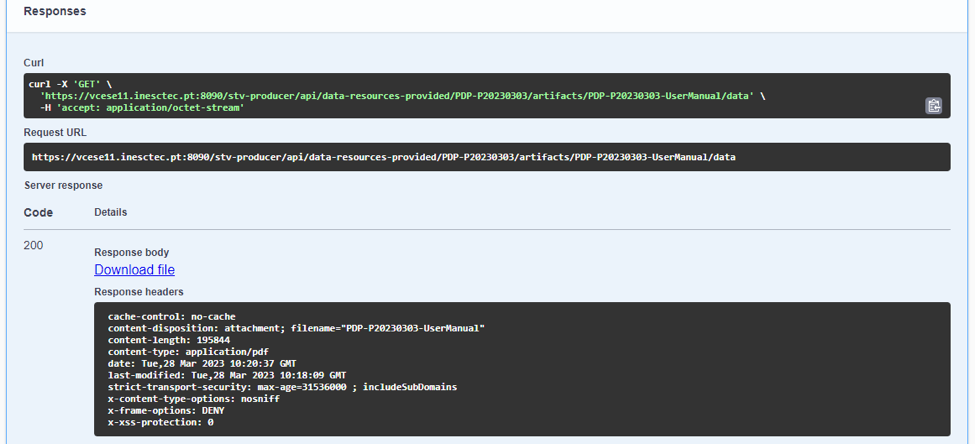 Responses
Curl
curl -X 'GET' \
'https://vcese11.inesctec.pt:8090/stv-producer/api/data-resources-provided/PDP-P20230303/artifacts/PDP-P20230303-UserManual/data' \
-H 'accept: application/octet-stream'
Request URL
https://vcese11.inesctec.pt:8090/stv-producer/api/data-resources-provided/PDP-P20230303/artifacts/PDP-P20230303-UserManual/data
Server response
Code Details
200
Response body
Download file
Response headers
cache-control: no-cache
content-disposition: attachment; filename="PDP-P20230303-UserManual"
content-length: 195844
content-type: application/pdf
date: Tue,28 Mar 2023 10:20:37 GMT
last-modified: Tue,28 Mar 2023 10:18:09 GMT
strict-transport-security: max-age=31536000 ; includeSubDomains
x-content-type-options: nosniff
x-frame-options: DENY
x-xss-protection: 0